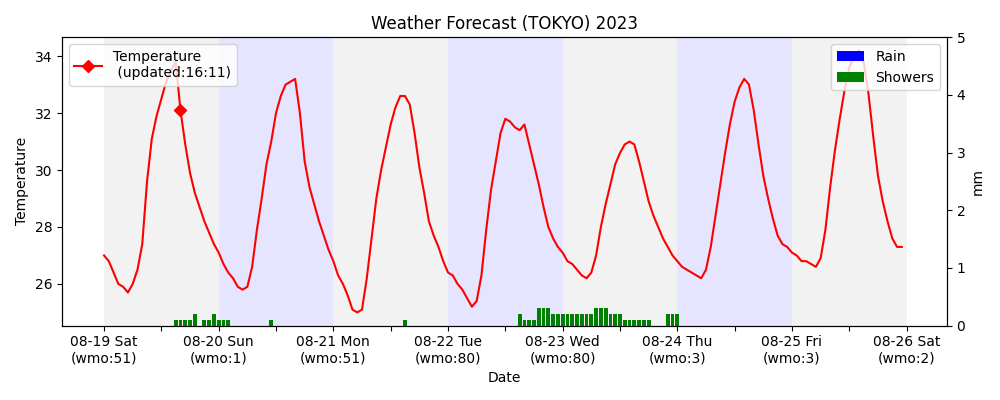 Weather Forecast (TOKYO) 2023
Temperature
(updated:16:11)
Rain
Showers
34
32
30
28
26
Temperature
5
4
3
2
1
0
mm
08-19 Sat
(wmo:51)
08-20 Sun
(wmo:1)
08-21 Mon
(wmo:51)
08-22 Tue
(wmo:80)
08-23 Wed
(wmo:80)
08-24 Thu
(wmo:3)
08-25 Fri
(wmo:3)
08-26 Sat
(wmo:2)
Date